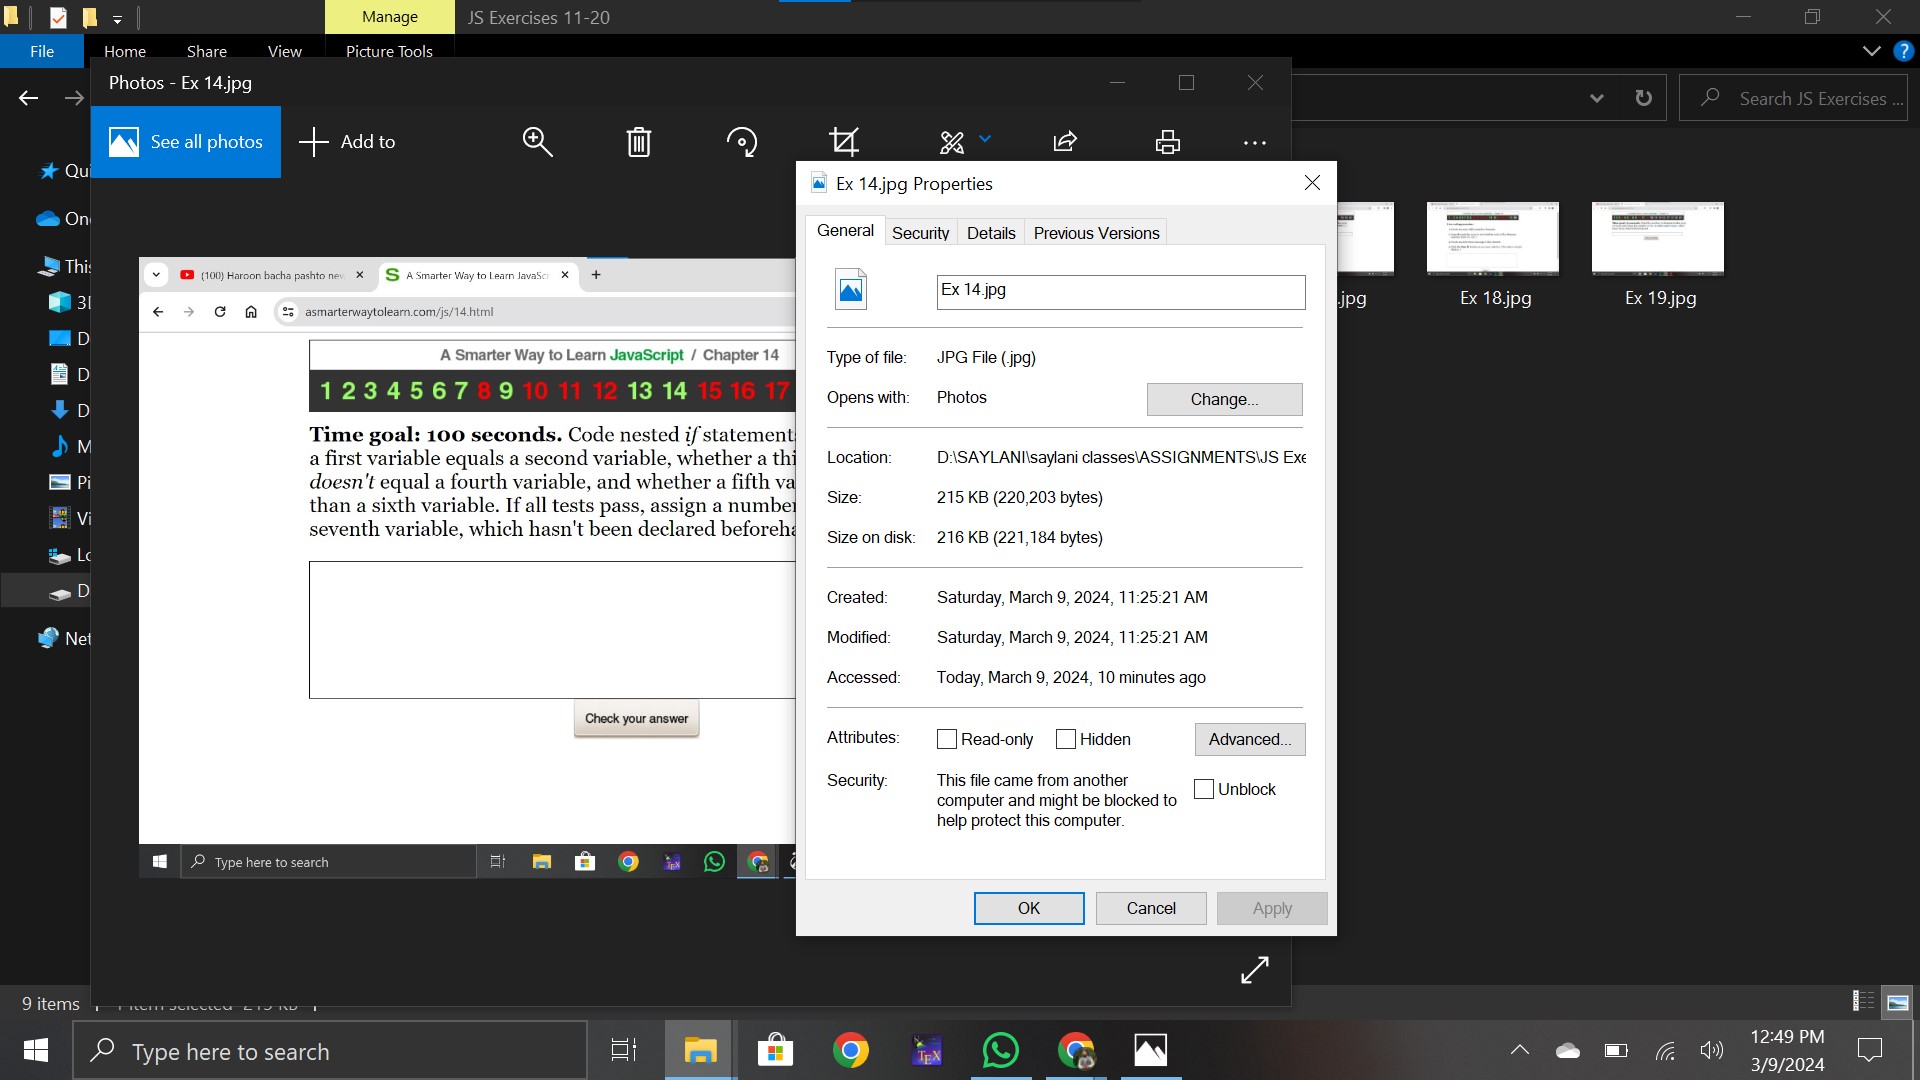 Manage
JS Exercises 11-20
File
Home
Share
View
Picture Tools
?
Photos - Ex 14.jpg
Search JS Exercises ...
See all photos
Add to
Qui
One
This
3D
D
D
D
M
Pi
Vi
Lo
D
Net
(100) Haroon bacha pashto new
A Smarter Way to Learn JavaScr
asmarterwaytolearn.com/js/14.html
A Smarter Way to Learn JavaScript / Chapter 14
1 2 3 4 5 6 7 8 9 10 11 12 13 14 15 16 17
Time goal: 100 seconds. Code nested if statements
a first variable equals a second variable, whether a thi
doesn't equal a fourth variable, and whether a fifth va
than a sixth variable. If all tests pass, assign a number
seventh variable, which hasn't been declared beforeha
Check your answer
Type here to search
Ex 14.jpg Properties
General
Security
Details
Previous Versions
Ex 14.jpg
Type of file:
JPG File (.jpg)
Opens with:
Photos
Change...
Location:
D:\SAYLANI\saylani classes\ASSIGNMENTS\JS Exe
Size:
215 KB (220,203 bytes)
Size on disk:
216 KB (221,184 bytes)
Created:
Saturday, March 9, 2024, 11:25:21 AM
Modified:
Saturday, March 9, 2024, 11:25:21 AM
Accessed:
Today, March 9, 2024, 10 minutes ago
Attributes:
Read-only
Hidden
Advanced...
Security:
This file came from another
computer and might be blocked to
help protect this computer.
Unblock
OK
Cancel
Apply
.jpg
Ex 18.jpg
Ex 19.jpg
9 items
1 item selected 215 KB
Type here to search
TEX
12:49 PM
3/9/2024